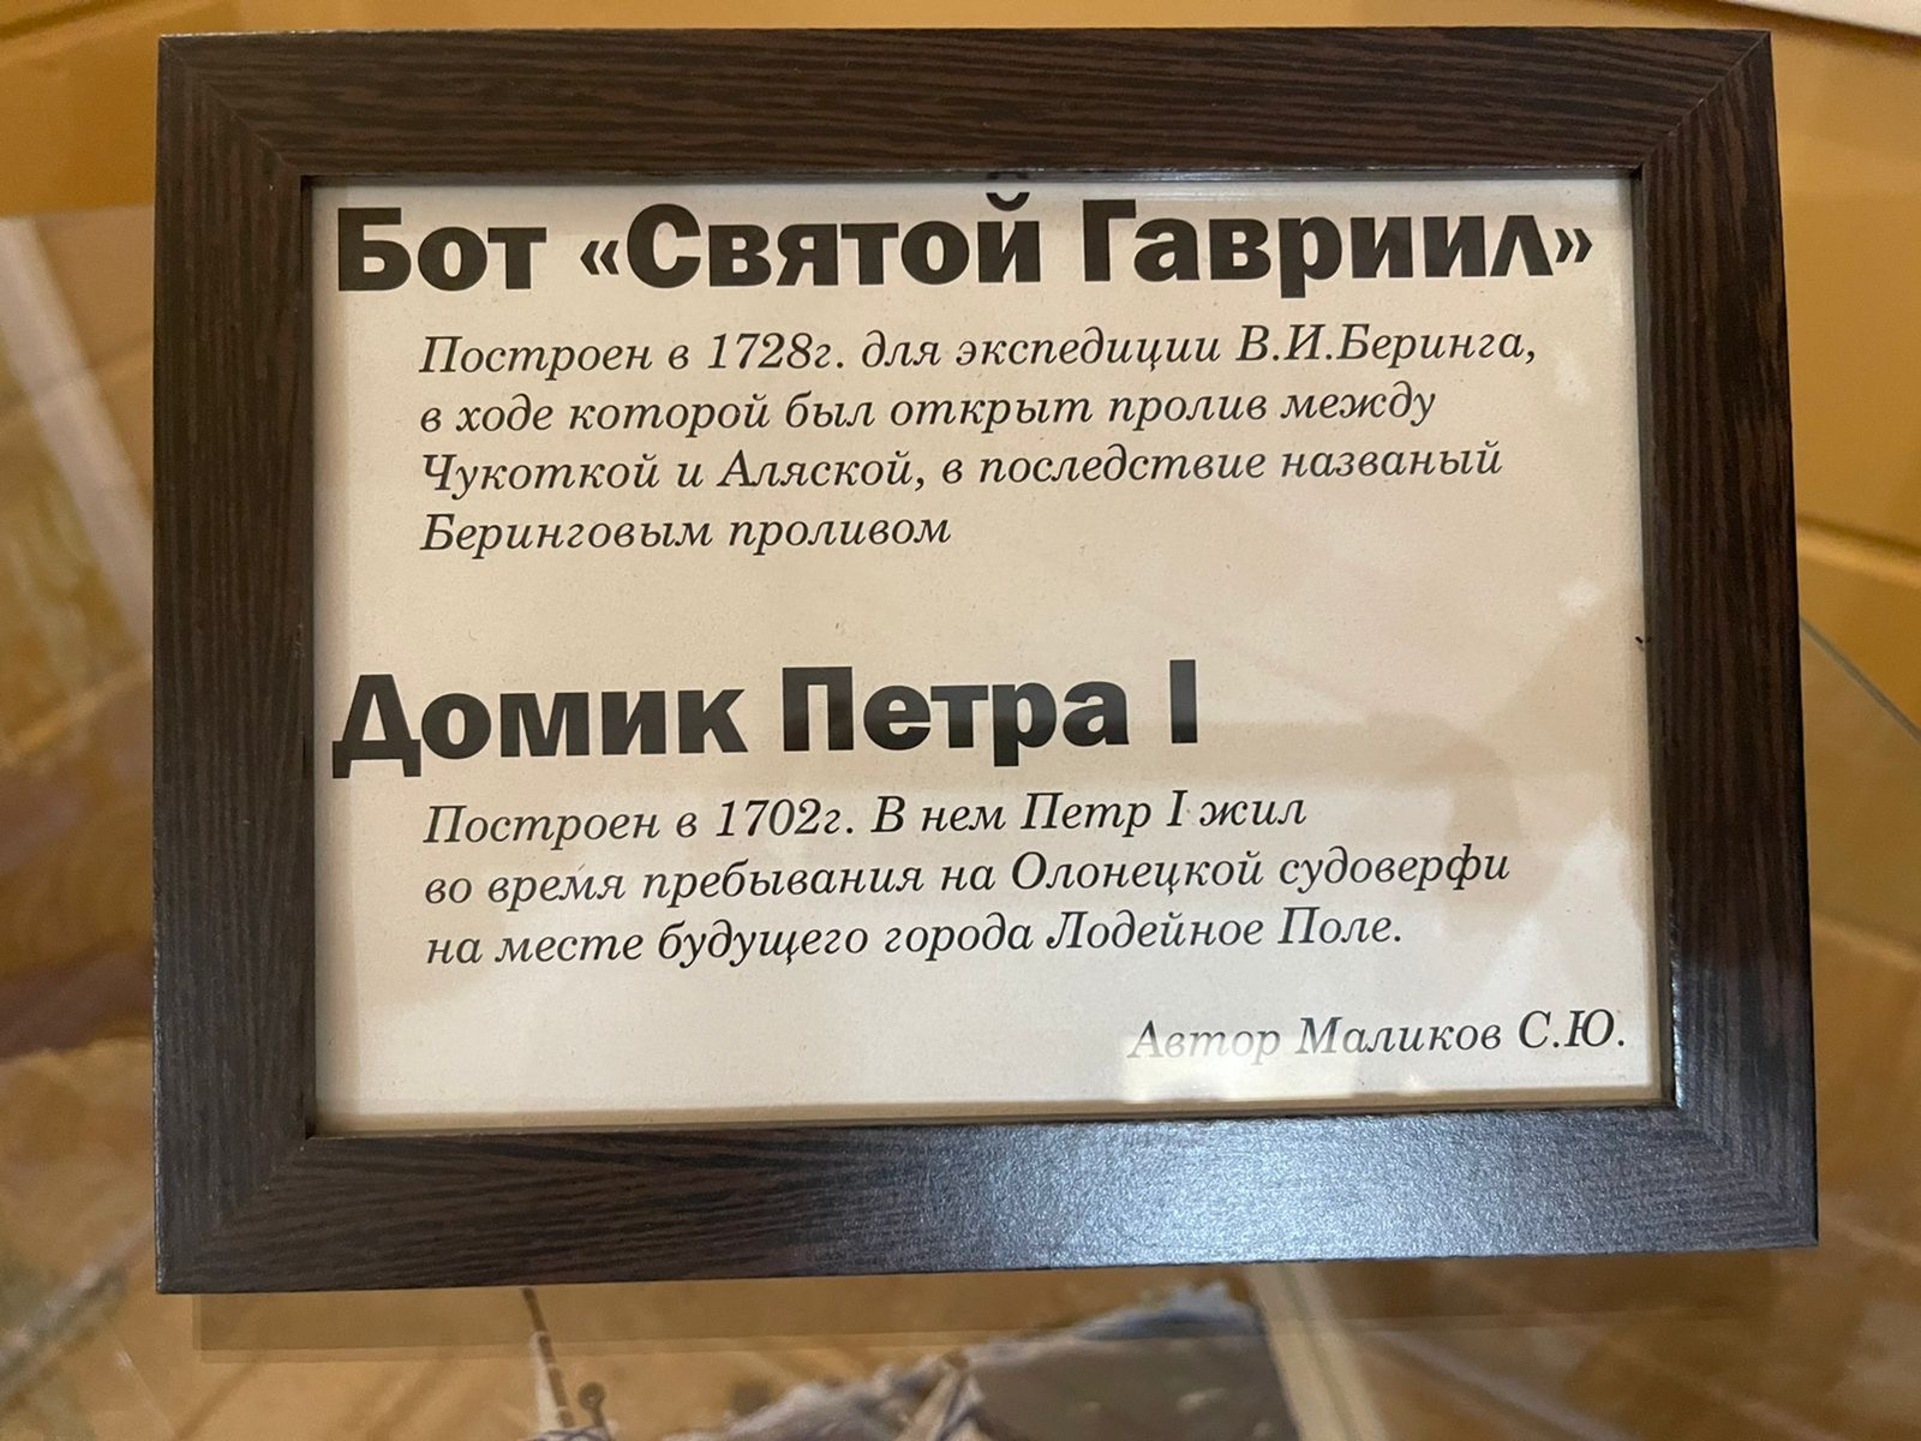 Бот «Святой Гавриил»
Построен в 1728г. для экспедиции В.И.Беринга,
в ходе которой был открыт пролив между
Чукоткой и Аляской, в последствие названый
Беринговым проливом
Домик Петра I
Построен в 1702г. В нем Петр I жил
во время пребывания на Олонецкой судоверфи
на месте будущего города Лодейное Поле.
Автор Маликов С.Ю.